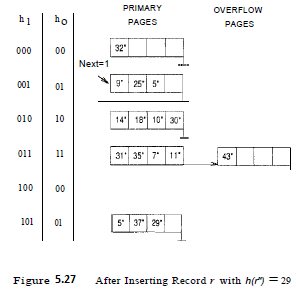 PRIMARY OVERFLOW
h1 h0 PAGES PAGES
000 00 32*
Next=1
001 01 9* 25* 5*
010 10 14* 18* 10* 30*
011 11 31* 35* 7* 11* 43*
100 00
101 01 5* 37* 29*
Figure 5.27 After Inserting Record r with h(r) = 29